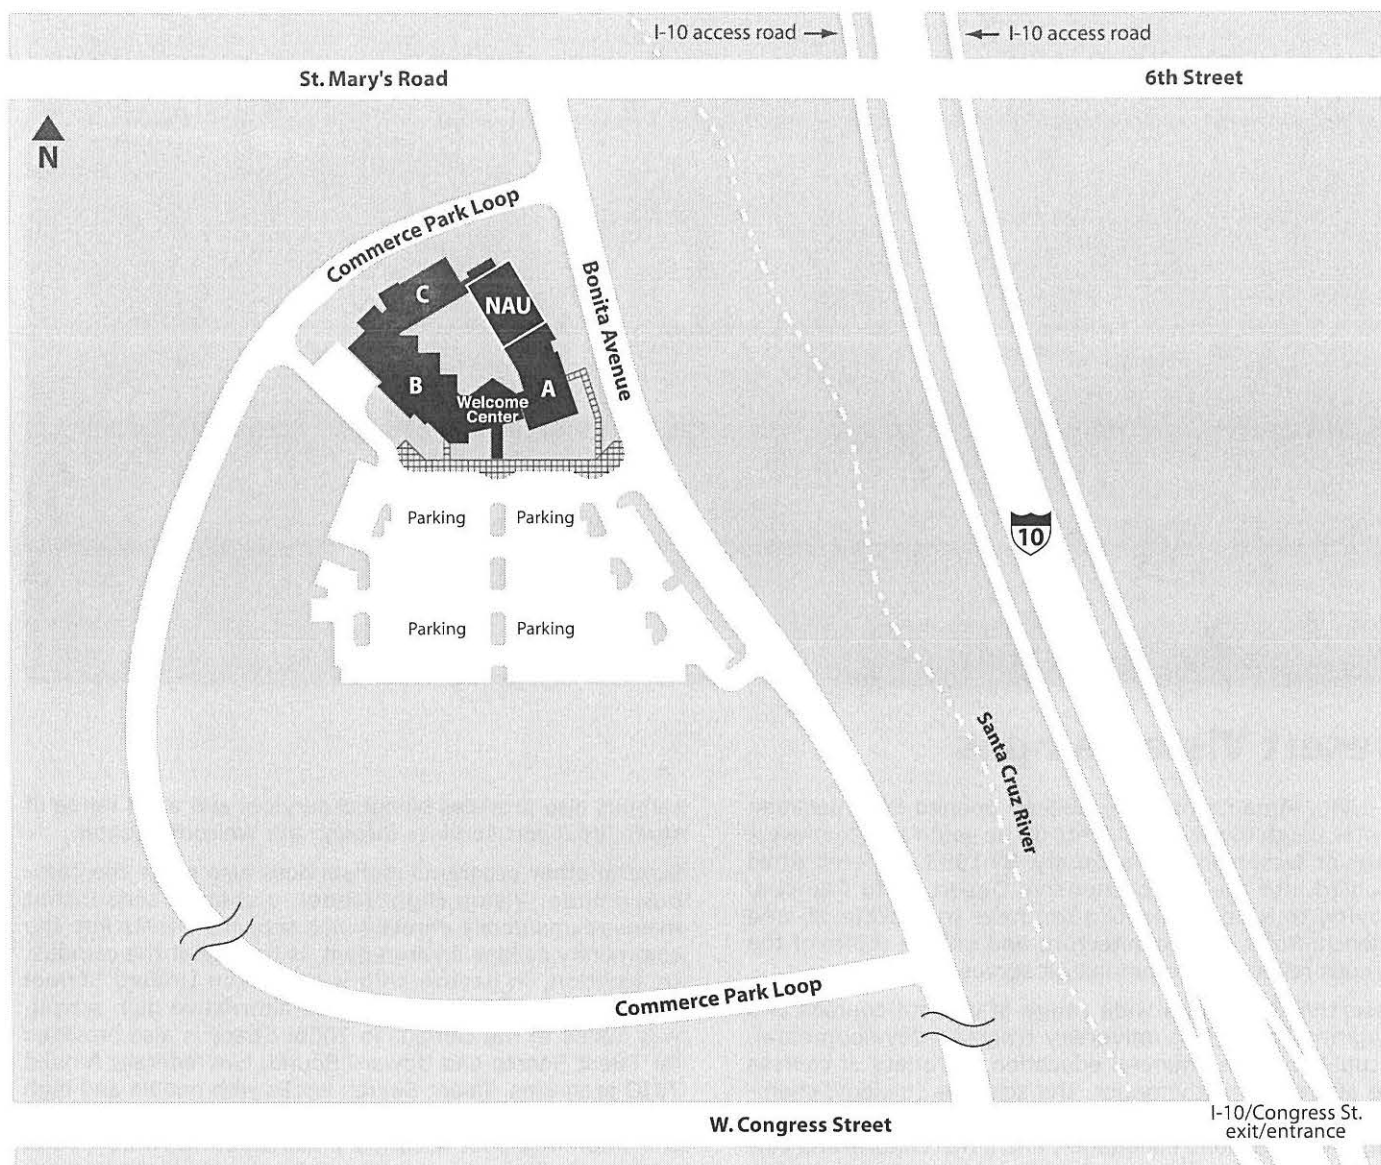 I-10 access road
I-10 access road
St. Mary's Road
6th Street
N
Commerce Park Loop
Bonita Avenue
C
NAU
B
A
Welcome
Center
Parking
Parking
10
Parking
Parking
Santa Cruz River
Commerce Park Loop
I-10/Congress St.
exit/entrance
W. Congress Street